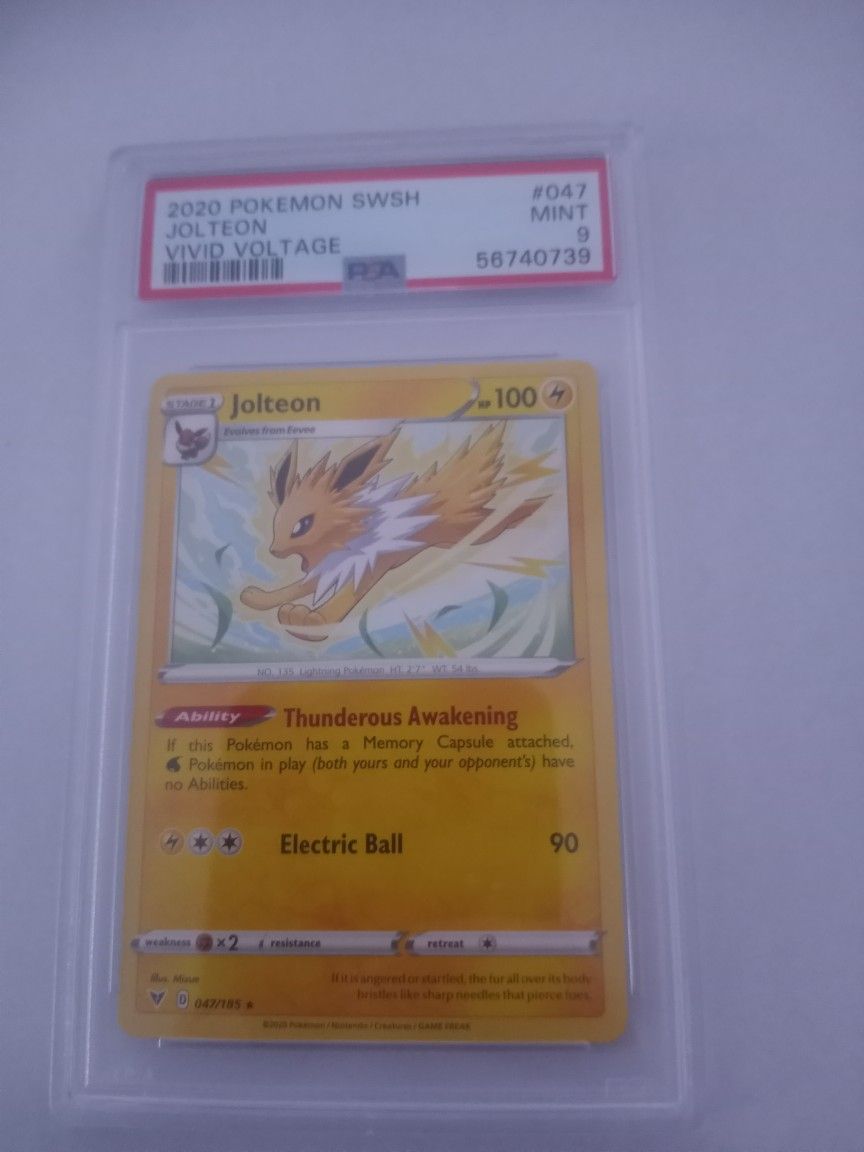 2020 POKEMON SWSH #047
JOLTEON MINT
VIVID VOLTAGE 9
PSA 56740739
STAGE 1 Jolteon HP 100
Evolves from Eevee
NO. 135 Lightning Pokémon HT. 2'7" WT. 54 lbs.
Ability Thunderous Awakening
If this Pokémon has a Memory Capsule attached,
Pokémon in play (both yours and your opponent's) have
no Abilities.
Electric Ball 90
weakness ×2 resistance retreat
Illus. Misue If it is angered or startled, the fur all over its body
bristles like sharp needles that pierce foes.
D 047/185 ★
©2020 Pokémon / Nintendo / Creatures / GAME FREAK